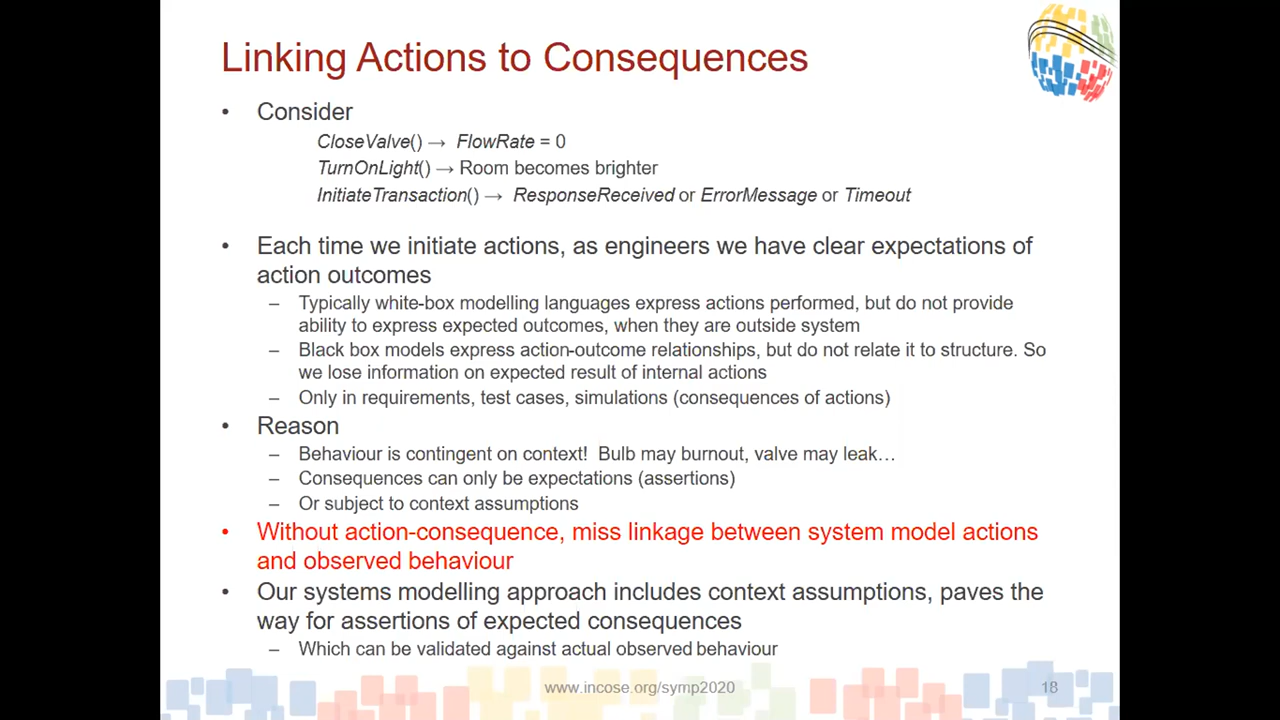 Linking Actions to Consequences
• Consider
CloseValve() → FlowRate = 0
TurnOnLight() → Room becomes brighter
InitiateTransaction() → ResponseReceived or ErrorMessage or Timeout
• Each time we initiate actions, as engineers we have clear expectations of
action outcomes
– Typically white-box modelling languages express actions performed, but do not provide
ability to express expected outcomes, when they are outside system
– Black box models express action-outcome relationships, but do not relate it to structure. So
we lose information on expected result of internal actions
– Only in requirements, test cases, simulations (consequences of actions)
• Reason
– Behaviour is contingent on context! Bulb may burnout, valve may leak…
– Consequences can only be expectations (assertions)
– Or subject to context assumptions
• Without action-consequence, miss linkage between system model actions
and observed behaviour
• Our systems modelling approach includes context assumptions, paves the
way for assertions of expected consequences
– Which can be validated against actual observed behaviour
www.incose.org/symp2020
18